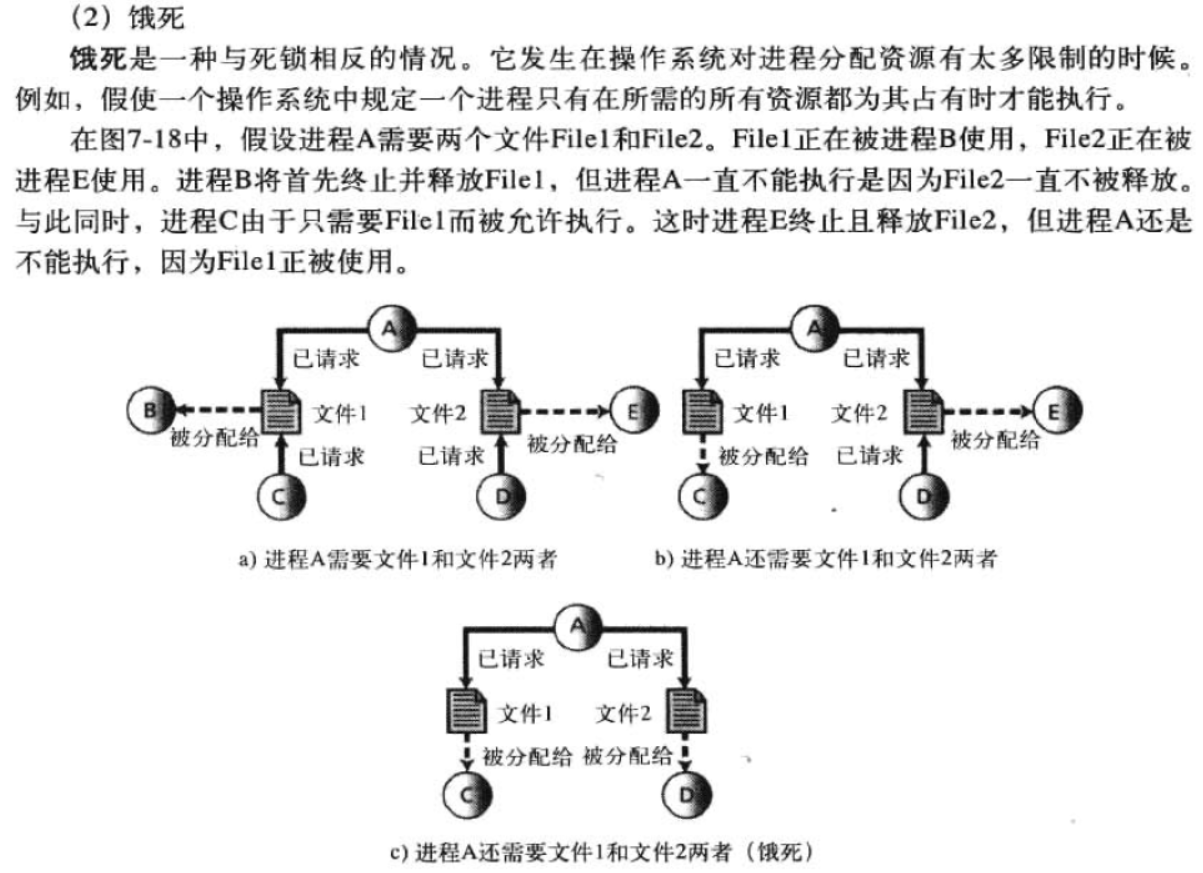 （2）饿死
饿死是一种与死锁相反的情况。它发生在操作系统对进程分配资源有太多限制的时候。
例如，假使一个操作系统中规定一个进程只有在所需的所有资源都为其占有时才能执行。
在图7-18中，假设进程A需要两个文件File1和File2。File1正在被进程B使用，File2正在被
进程E使用。进程B将首先终止并释放File1，但进程A一直不能执行是因为File2一直不被释放。
与此同时，进程C由于只需要File1而被允许执行。这时进程E终止且释放File2，但进程A还是
不能执行，因为File1正被使用。
A
已请求 已请求
B 文件1 文件2 E
被分配给 被分配给
已请求 已请求
C D
a) 进程A需要文件1和文件2两者
A
已请求 已请求
文件1 文件2 E
被分配给 已请求 被分配给
C D
b) 进程A还需要文件1和文件2两者
A
已请求 已请求
文件1 文件2
被分配给 被分配给
C D
c) 进程A还需要文件1和文件2两者（饿死）